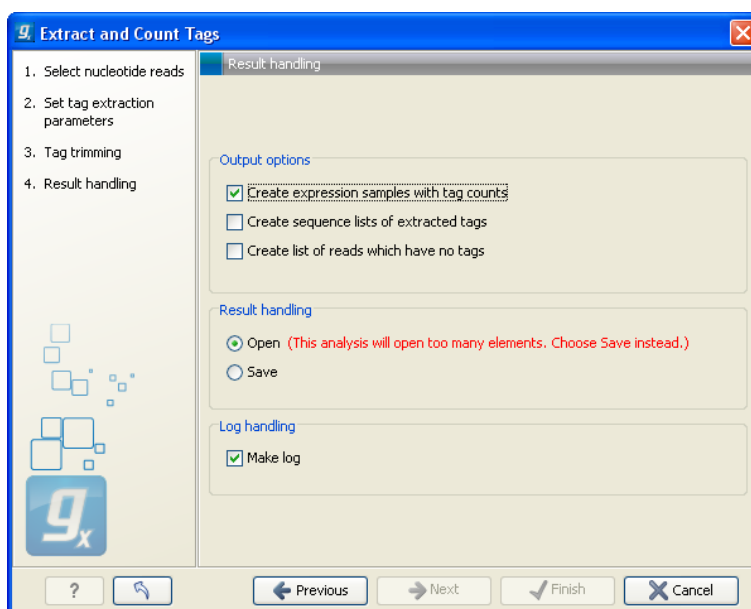 Extract and Count Tags
1. Select nucleotide reads
2. Set tag extraction
parameters
3. Tag trimming
4. Result handling
Result handling
Output options
Create expression samples with tag counts
Create sequence lists of extracted tags
Create list of reads which have no tags
Result handling
Open (This analysis will open too many elements. Choose Save instead.)
Save
Log handling
Make log
gx
?
Previous
Next
Finish
Cancel